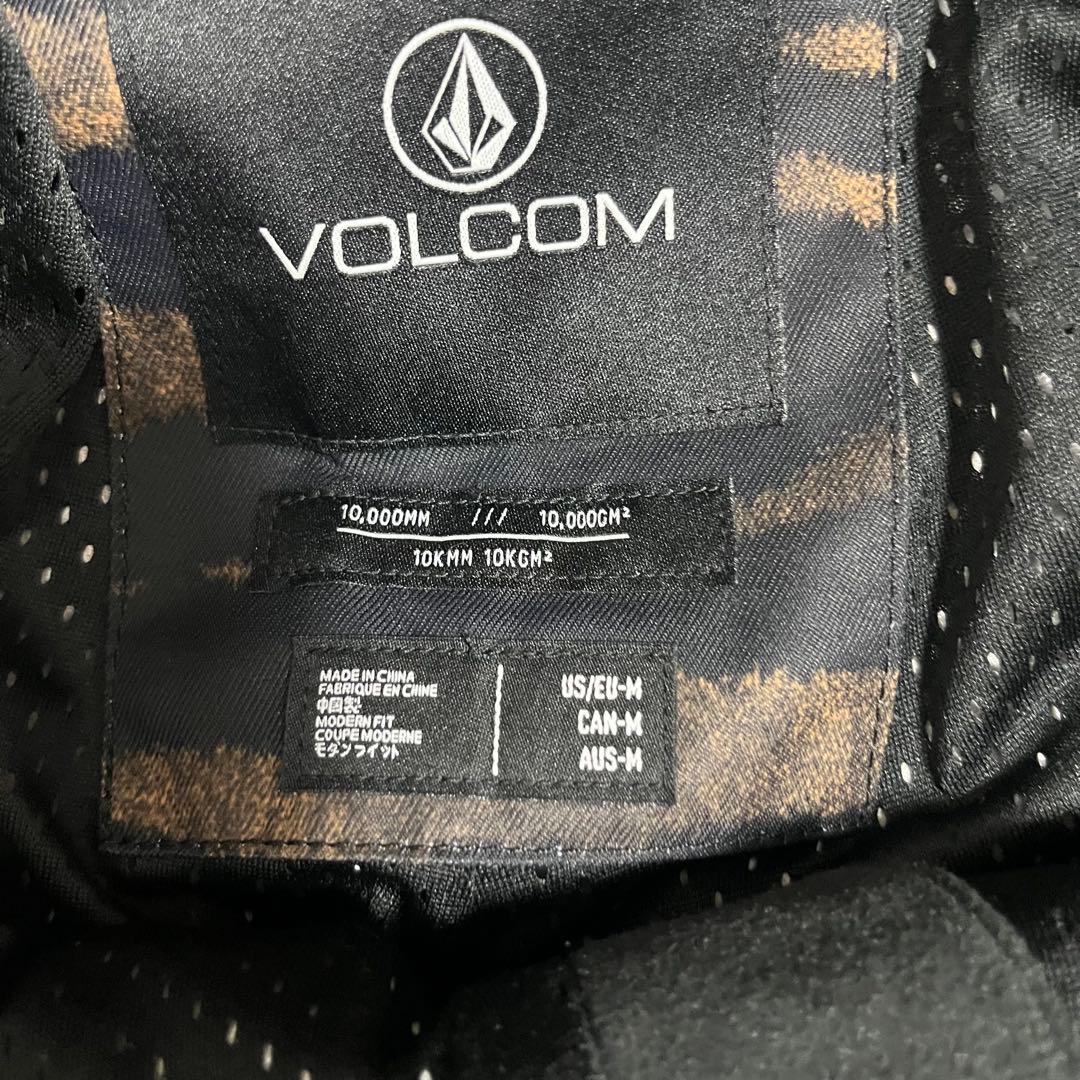 VOLCOM
10,000MM /// 10,000GM²
10KMM 10KGM²
MADE IN CHINA
FABRIQUE EN CHINE
中国製
MODERN FIT
COUPE MODERNE
モダンフィット
US/EU-M
CAN-M
AUS-M